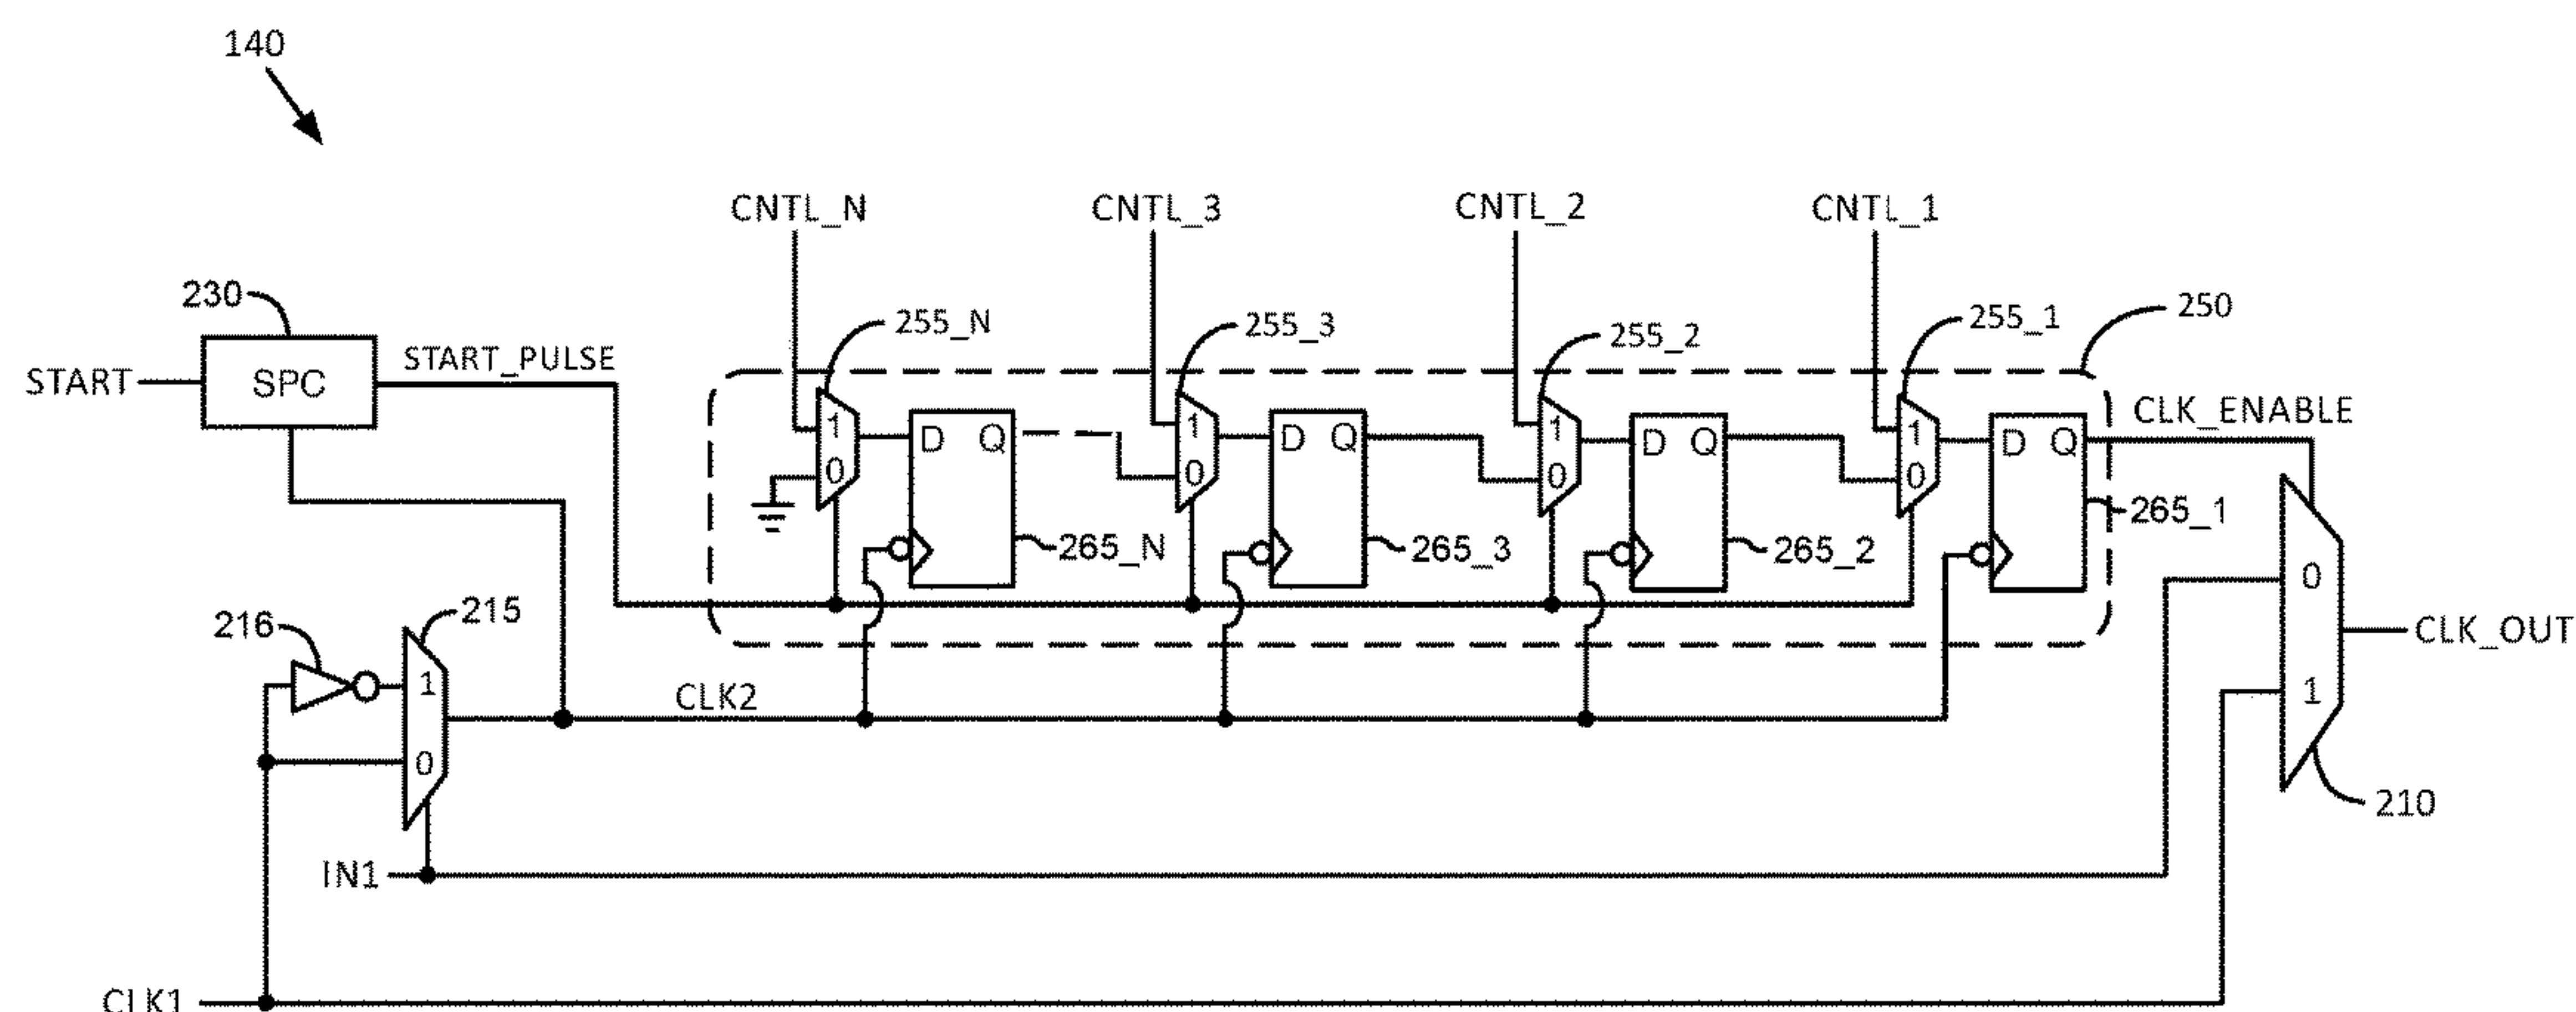 140
CNTL_N CNTL_3 CNTL_2 CNTL_1
230 255_N 255_3 255_2 255_1 250
START SPC START_PULSE
1 1 1 1 CLK_ENABLE
D Q D Q D Q D Q
0 0 0 0
265_N 265_3 265_2 265_1
0
216 215 CLK_OUT
1 CLK2 1
0
210
IN1
CLK1